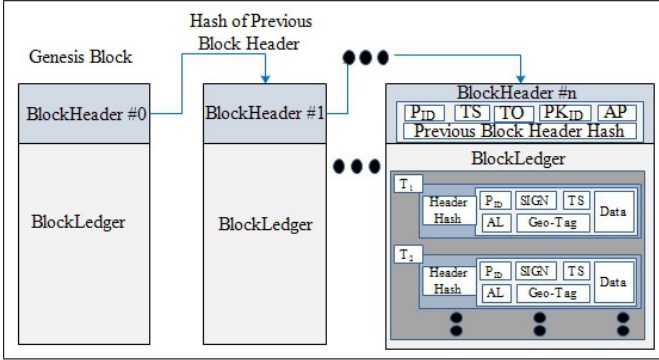 Hash of Previous
Block Header
Genesis Block
BlockHeader #0
BlockLedger
BlockHeader #1
BlockLedger
BlockHeader #n
PID TS TO PKID AP
Previous Block Header Hash
BlockLedger
T1
Header
Hash
PID SIGN TS
AL Geo-Tag
Data
T2
Header
Hash
PID SIGN TS
AL Geo-Tag
Data